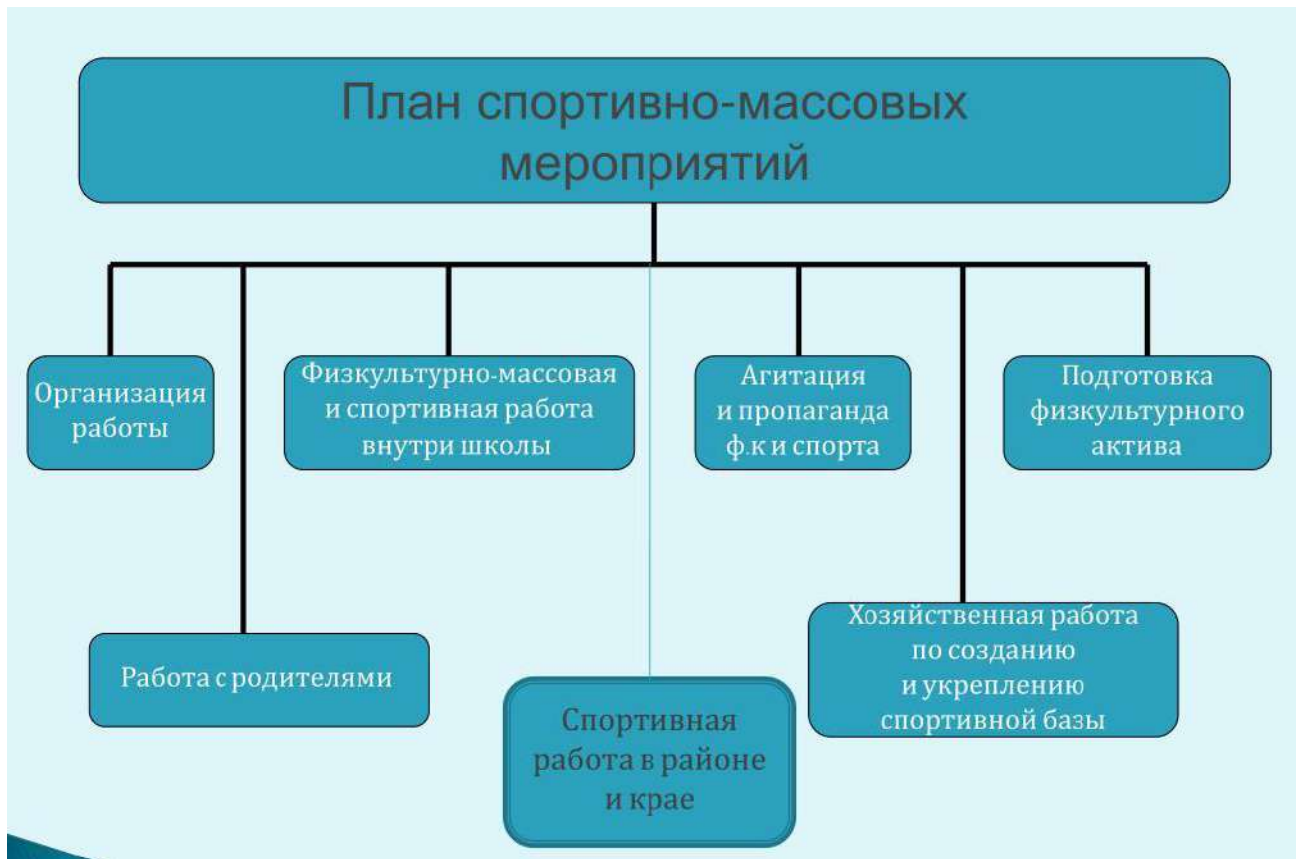 План спортивно-массовых
мероприятий
Организация
работы
Физкультурно-массовая
и спортивная работа
внутри школы
Агитация
и пропаганда
ф.к и спорта
Подготовка
физкультурного
актива
Работа с родителями
Спортивная
работа в районе
и крае
Хозяйственная работа
по созданию
и укреплению
спортивной базы